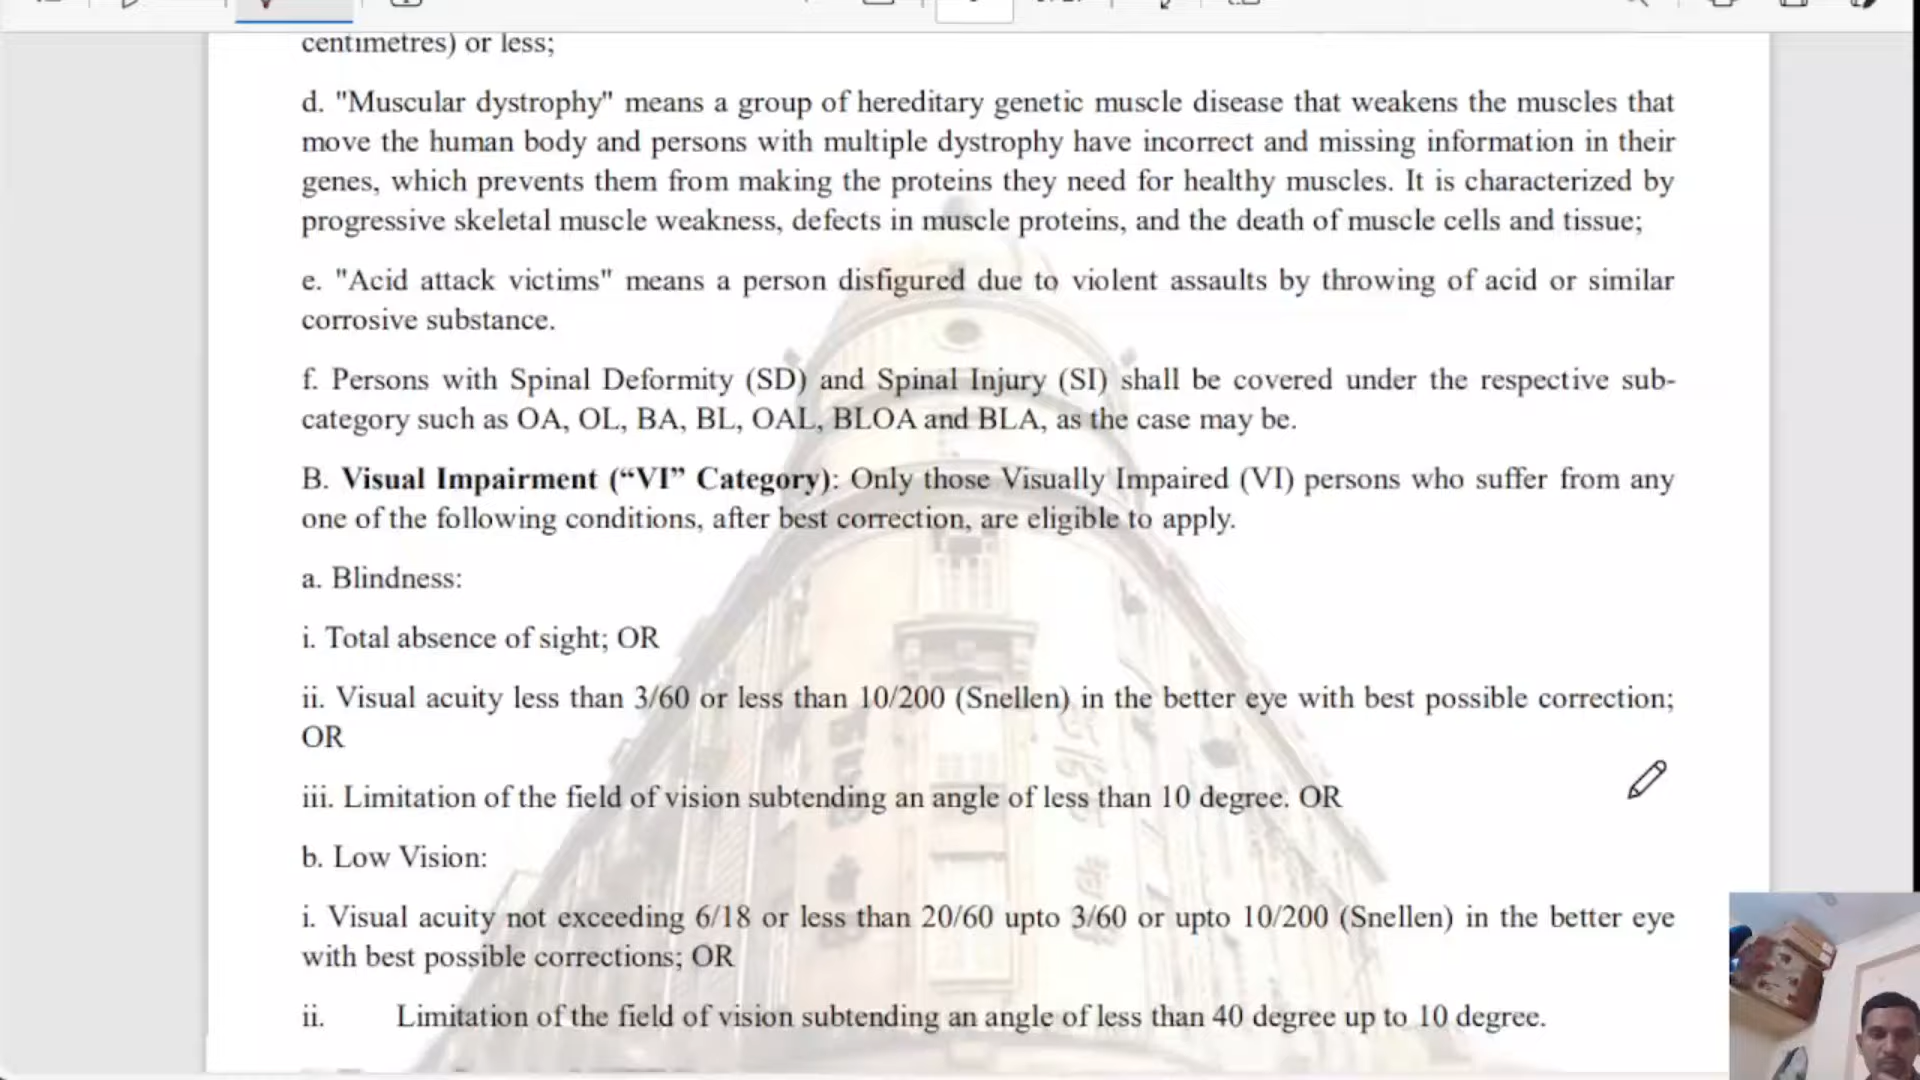 centimetres) or less;
d. "Muscular dystrophy" means a group of hereditary genetic muscle disease that weakens the muscles that
move the human body and persons with multiple dystrophy have incorrect and missing information in their
genes, which prevents them from making the proteins they need for healthy muscles. It is characterized by
progressive skeletal muscle weakness, defects in muscle proteins, and the death of muscle cells and tissue;
e. "Acid attack victims" means a person disfigured due to violent assaults by throwing of acid or similar
corrosive substance.
f. Persons with Spinal Deformity (SD) and Spinal Injury (SI) shall be covered under the respective sub-
category such as OA, OL, BA, BL, OAL, BLOA and BLA, as the case may be.
B. Visual Impairment (“VI” Category): Only those Visually Impaired (VI) persons who suffer from any
one of the following conditions, after best correction, are eligible to apply.
a. Blindness:
i. Total absence of sight; OR
ii. Visual acuity less than 3/60 or less than 10/200 (Snellen) in the better eye with best possible correction;
OR
iii. Limitation of the field of vision subtending an angle of less than 10 degree. OR
b. Low Vision:
i. Visual acuity not exceeding 6/18 or less than 20/60 upto 3/60 or upto 10/200 (Snellen) in the better eye
with best possible corrections; OR
ii. Limitation of the field of vision subtending an angle of less than 40 degree up to 10 degree.